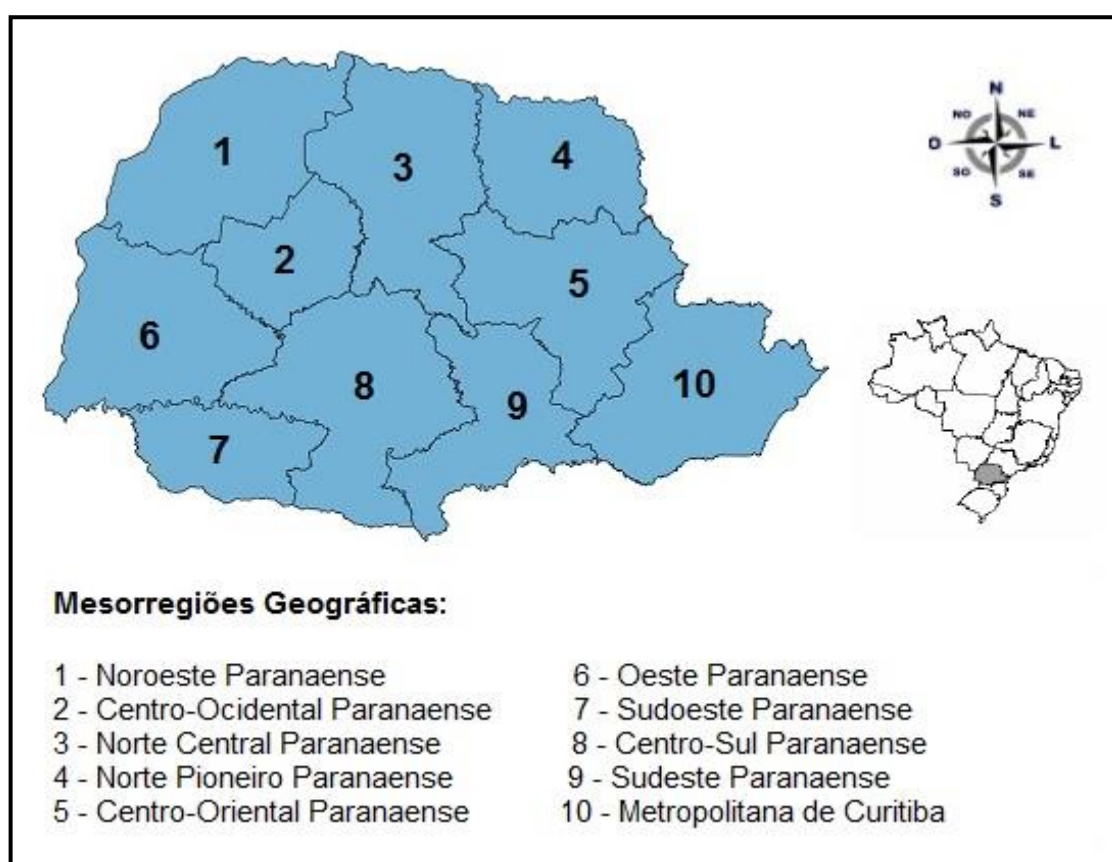 1
3
4
2
5
6
8
10
9
7
N
NO NE
O L
SO SE
S
Mesorregiões Geográficas:
1 - Noroeste Paranaense
2 - Centro-Ocidental Paranaense
3 - Norte Central Paranaense
4 - Norte Pioneiro Paranaense
5 - Centro-Oriental Paranaense
6 - Oeste Paranaense
7 - Sudoeste Paranaense
8 - Centro-Sul Paranaense
9 - Sudeste Paranaense
10 - Metropolitana de Curitiba